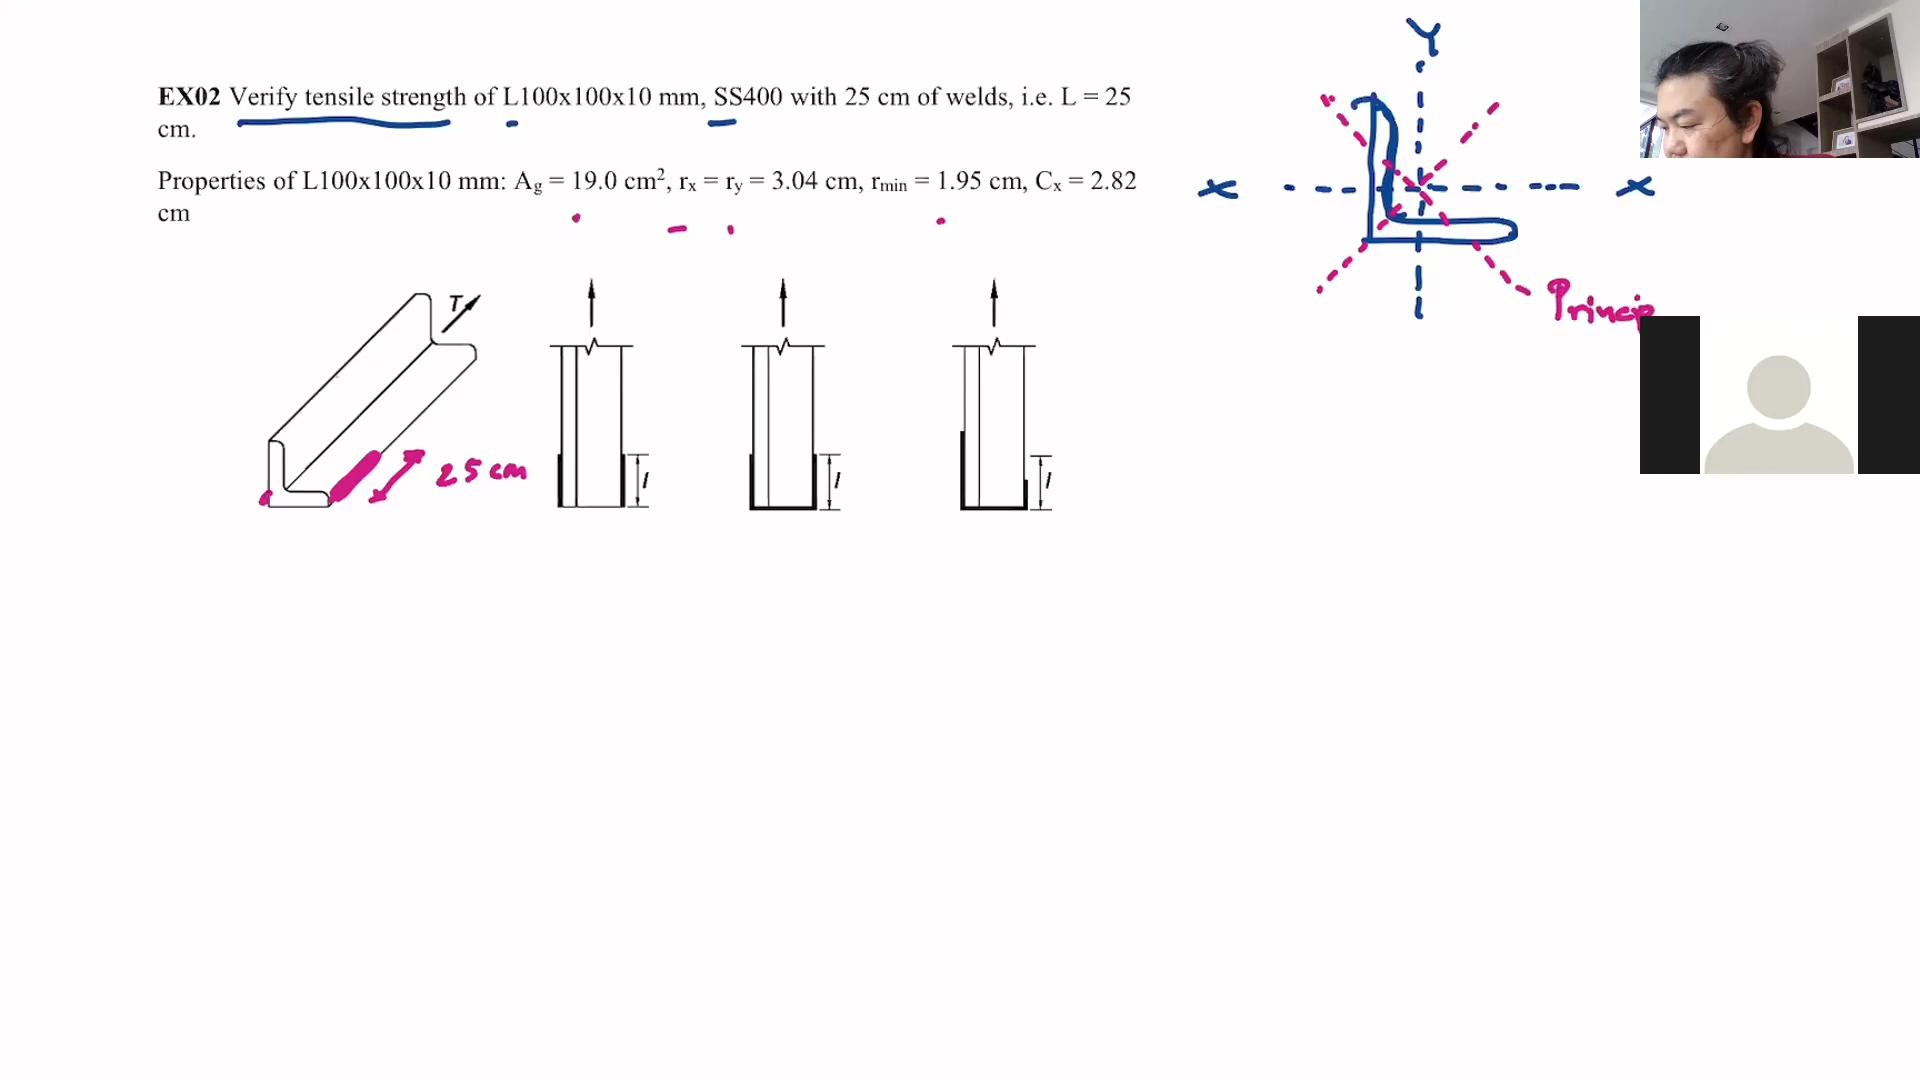 EX02 Verify tensile strength of L100x100x10 mm, SS400 with 25 cm of welds, i.e. L = 25
cm.
Properties of L100x100x10 mm: Ag = 19.0 cm², rx = ry = 3.04 cm, rmin = 1.95 cm, Cx = 2.82
cm
Y
x
x
Princip
T
25 cm
l
l
l